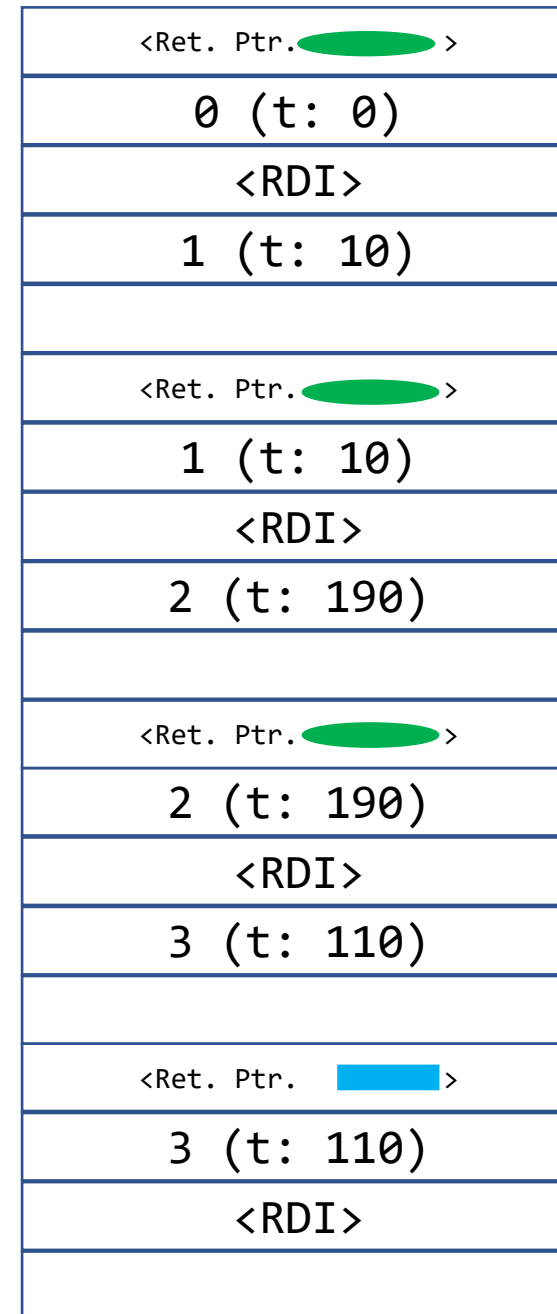 <Ret. Ptr. >
0 (t: 0)
<RDI>
1 (t: 10)
<Ret. Ptr. >
1 (t: 10)
<RDI>
2 (t: 190)
<Ret. Ptr. >
2 (t: 190)
<RDI>
3 (t: 110)
<Ret. Ptr. >
3 (t: 110)
<RDI>